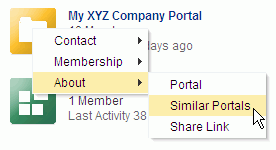 My XYZ Company Portal
Contact
days ago
Membership
About
Portal
1 Member
Similar Portals
Last Activity 38
Share Link